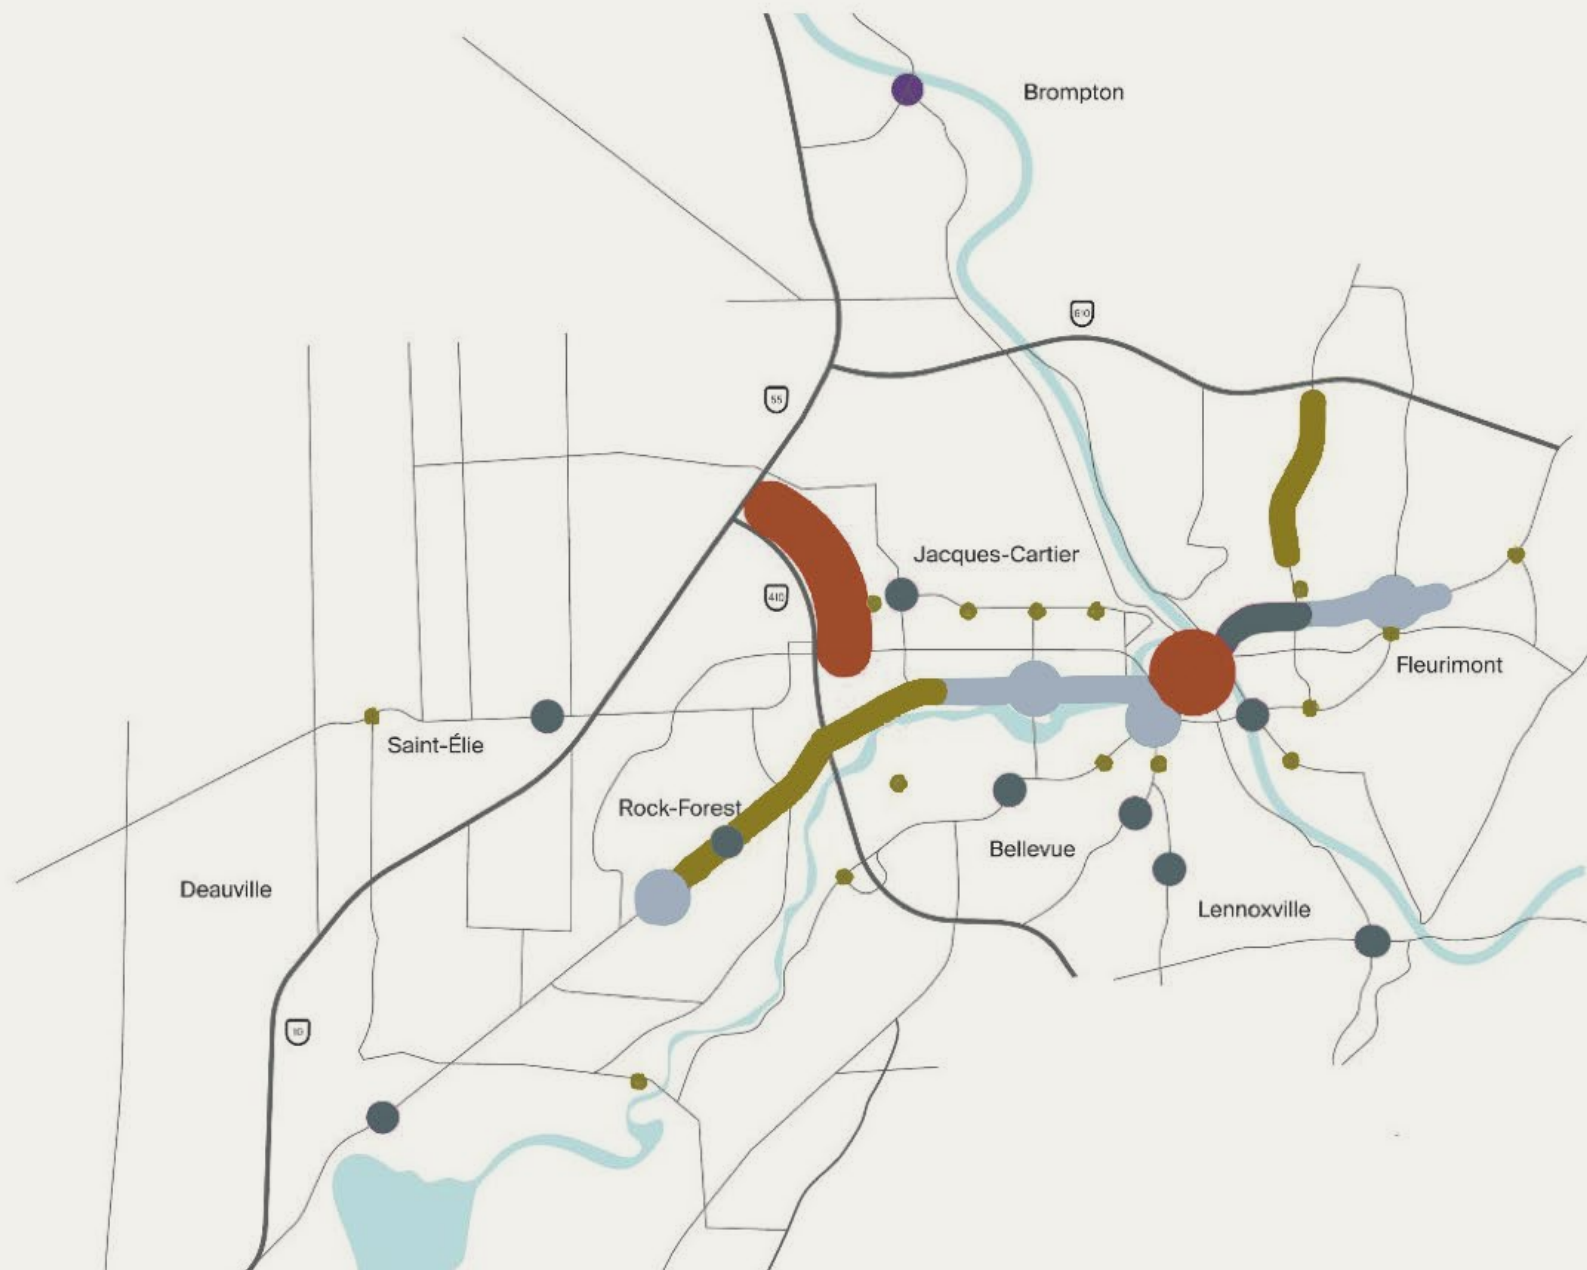 Brompton
610
55
Jacques-Cartier
410
Fleurimont
Saint-Élie
Rock-Forest
Bellevue
Deauville
Lennoxville
10